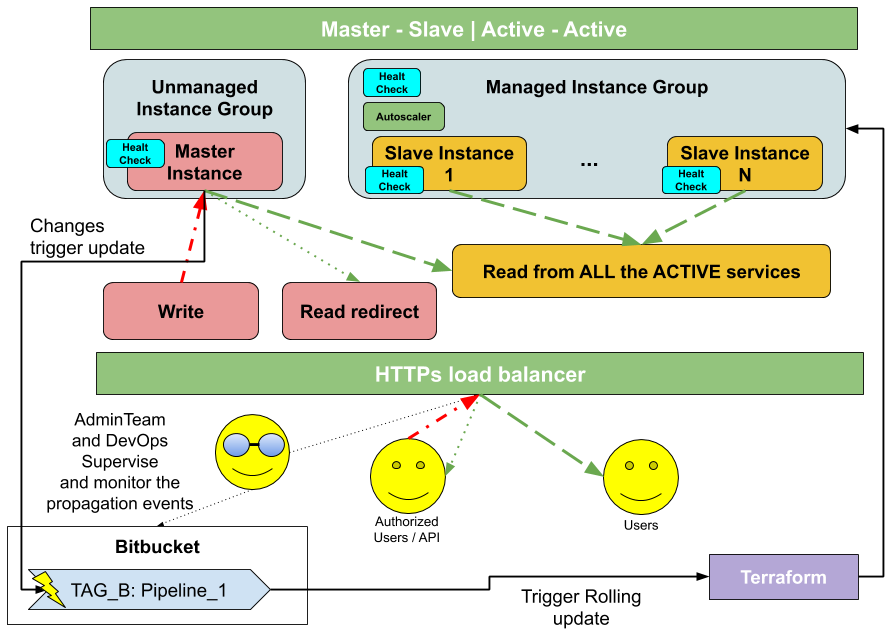 Master - Slave | Active - Active
Unmanaged
Instance Group
Healt
Check
Master
Instance
Healt
Check
Managed Instance Group
Autoscaler
Slave Instance
1
Healt
Check
...
Slave Instance
N
Healt
Check
Changes
trigger update
Write
Read redirect
Read from ALL the ACTIVE services
HTTPs load balancer
AdminTeam
and DevOps
Supervise
and monitor the
propagation events
Authorized
Users / API
Users
Bitbucket
TAG_B: Pipeline_1
Trigger Rolling
update
Terraform